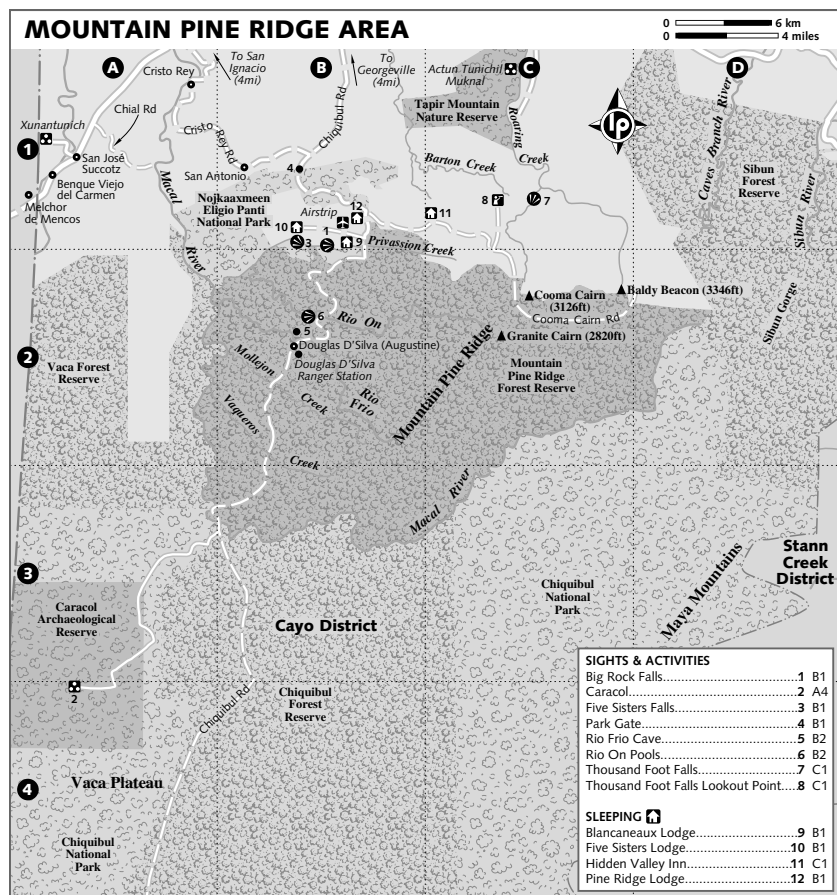 MOUNTAIN PINE RIDGE AREA
0 6 km
0 4 miles
A
B
C
D
1
2
3
4
To San
Ignacio
(4mi)
To
Georgeville
(4mi)
Cristo Rey
Chial Rd
Xunantunich
Cristo Rey Rd
Chiquibul Rd
San José
Succotz
Benque Viejo
del Carmen
Melchor
de Mencos
San Antonio
4
Macal
River
Nojkaaxmeen
Eligio Panti
National Park
Airstrip
12
10
1
3
9
11
Privassion Creek
Actun Tunichil
Muknal
Tapir Mountain
Nature Reserve
Roaring
Creek
Barton Creek
8
7
lp
Caves Branch River
Sibun
Forest
Reserve
Sibun River
Sibun Gorge
Cooma Cairn
(3126ft)
Baldy Beacon (3346ft)
Cooma Cairn Rd
Granite Cairn (2820ft)
Mountain
Pine Ridge
Forest Reserve
Mountain Pine Ridge
6
Rio On
5
Douglas D'Silva (Augustine)
Douglas D'Silva
Ranger Station
Mollejon
Creek
Rio
Frio
Vaqueros
Creek
Vaca Forest
Reserve
Macal River
Caracol
Archaeological
Reserve
2
Cayo District
Chiquibul
National
Park
Maya Mountains
Stann
Creek
District
Chiquibul Rd
Chiquibul
Forest
Reserve
Vaca Plateau
Chiquibul
National
Park
SIGHTS & ACTIVITIES
Big Rock Falls 1 B1
Caracol 2 A4
Five Sisters Falls 3 B1
Park Gate 4 B1
Rio Frio Cave 5 B2
Rio On Pools 6 B2
Thousand Foot Falls 7 C1
Thousand Foot Falls Lookout Point 8 C1
SLEEPING
Blancaneaux Lodge 9 B1
Five Sisters Lodge 10 B1
Hidden Valley Inn 11 C1
Pine Ridge Lodge 12 B1